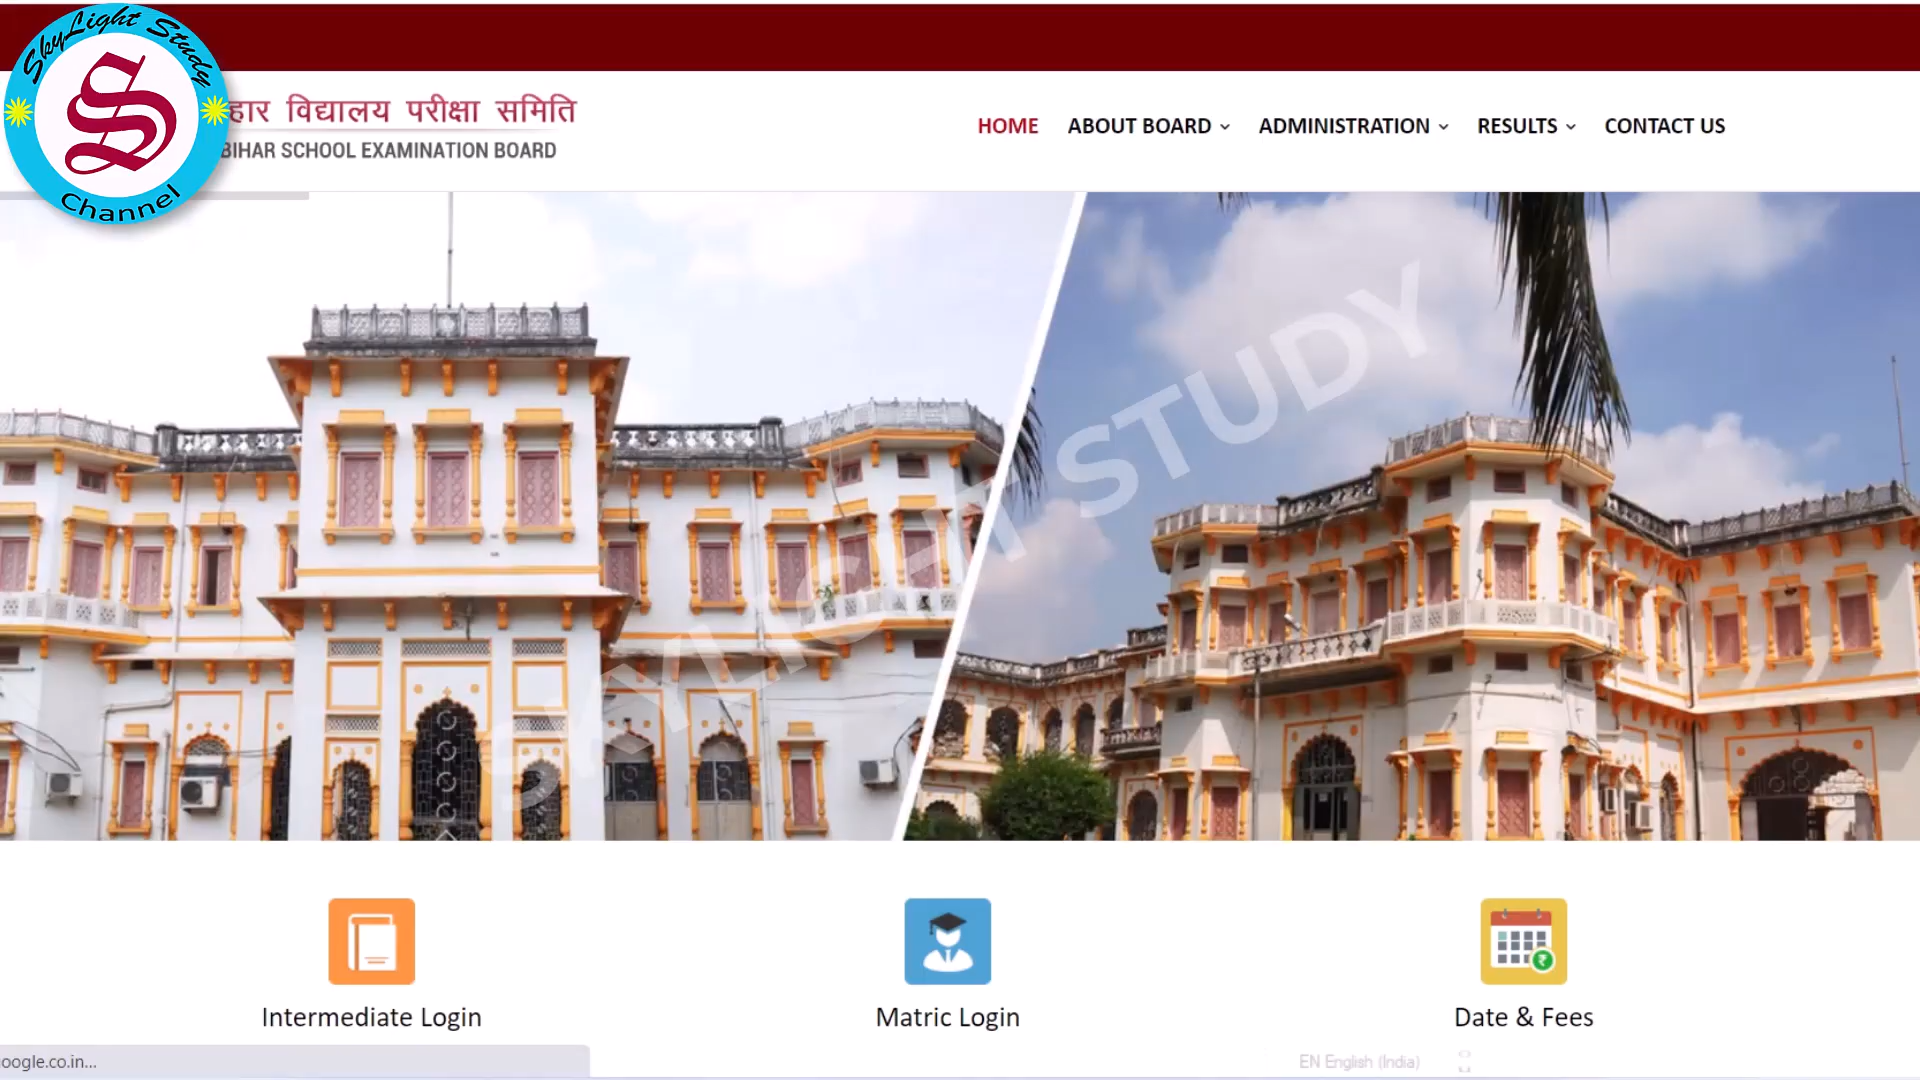 SkyLight Study
S
Channel
हार विद्यालय परीक्षा समिति
BIHAR SCHOOL EXAMINATION BOARD
HOME ABOUT BOARD ADMINISTRATION RESULTS CONTACT US
SKYLIGHT STUDY
Intermediate Login Matric Login Date & Fees
oogle.co.in...
EN English (India)